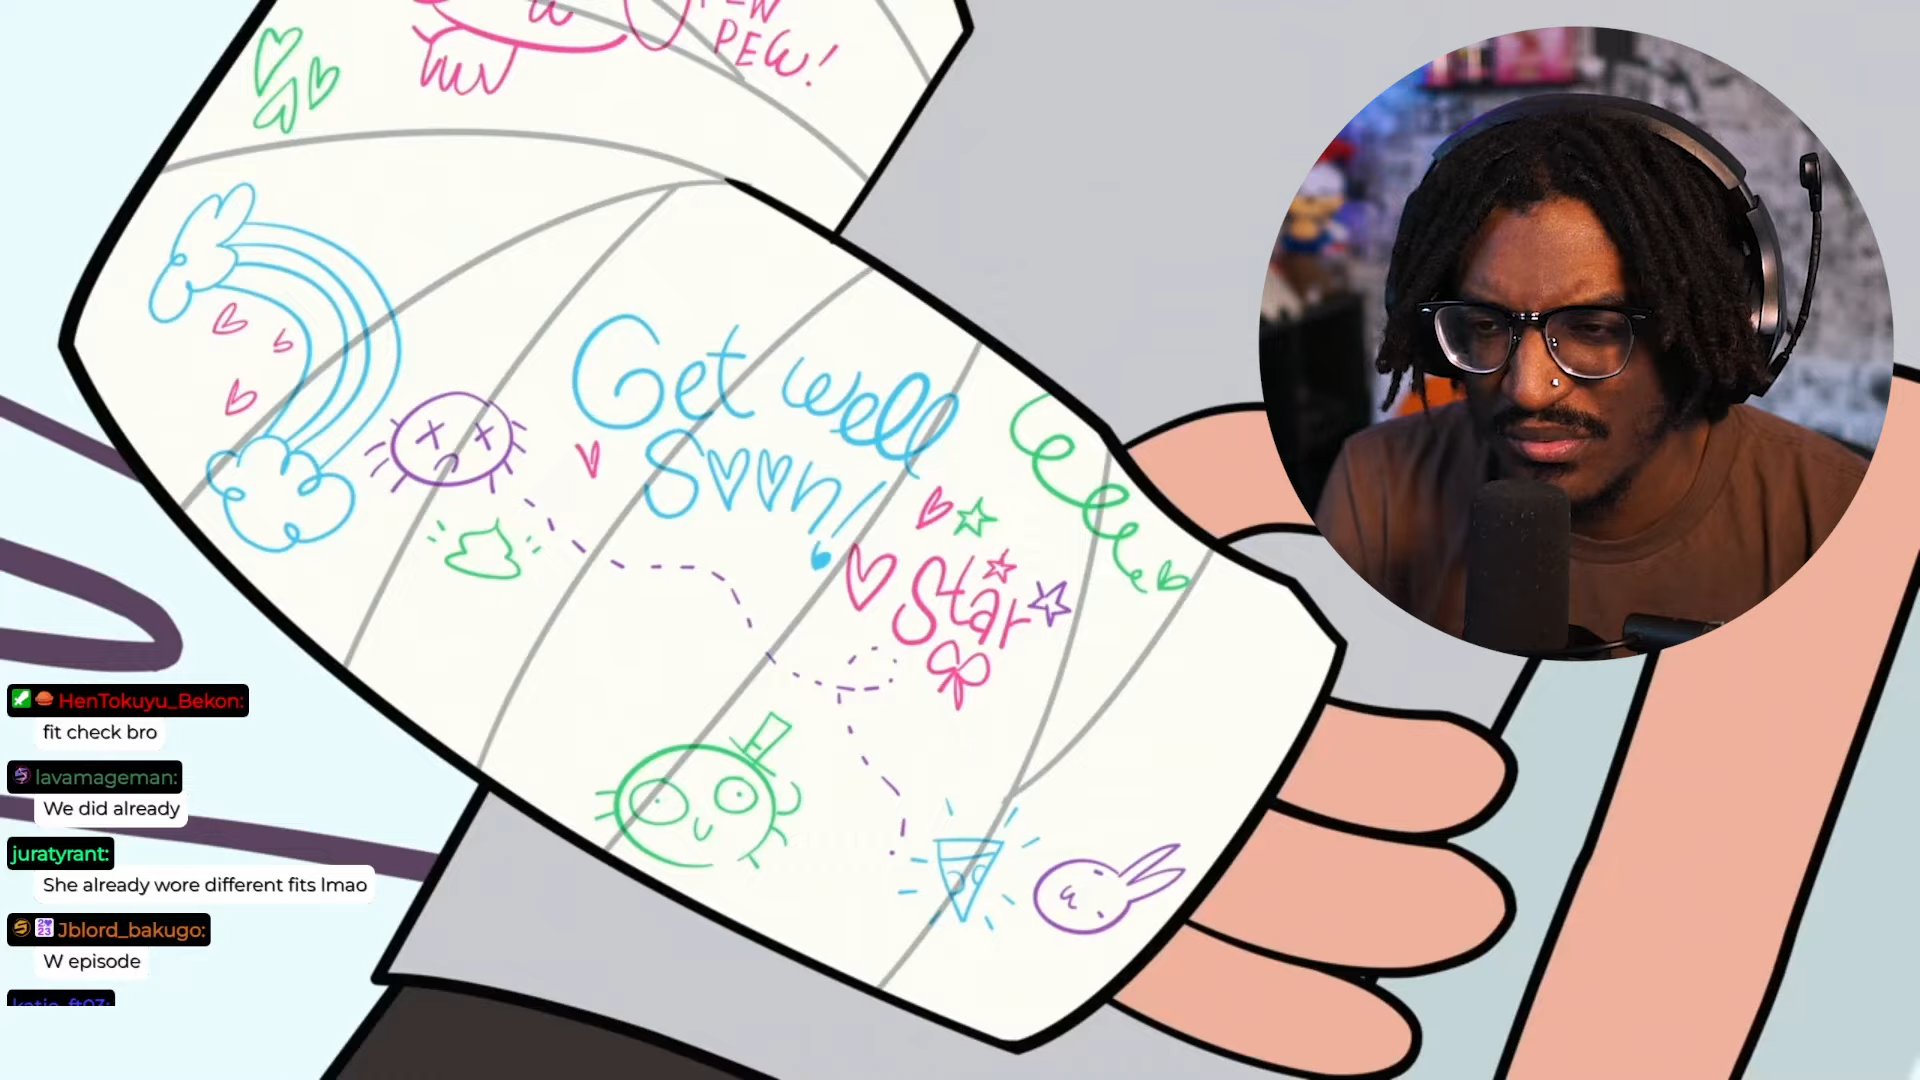 PEW!
Get well
Soon!
Star
HenTokuyu_Bekon:
fit check bro
lavamageman:
We did already
juratyrant:
She already wore different fits lmao
Jblord_bakugo:
W episode